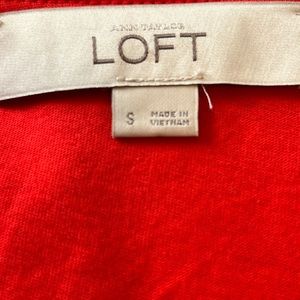 ANN TAYLOR
LOFT
S
MADE IN
VIETNAM